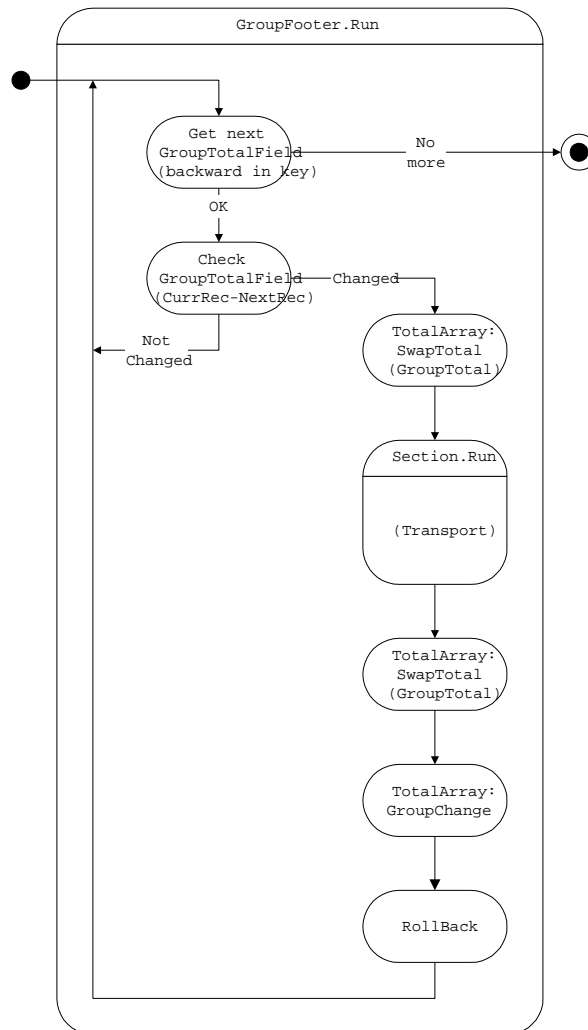 GroupFooter.Run
Get next
GroupTotalField
(backward in key)
No
more
OK
Check
GroupTotalField
(CurrRec-NextRec)
Changed
Not
Changed
TotalArray:
SwapTotal
(GroupTotal)
Section.Run
(Transport)
TotalArray:
SwapTotal
(GroupTotal)
TotalArray:
GroupChange
RollBack